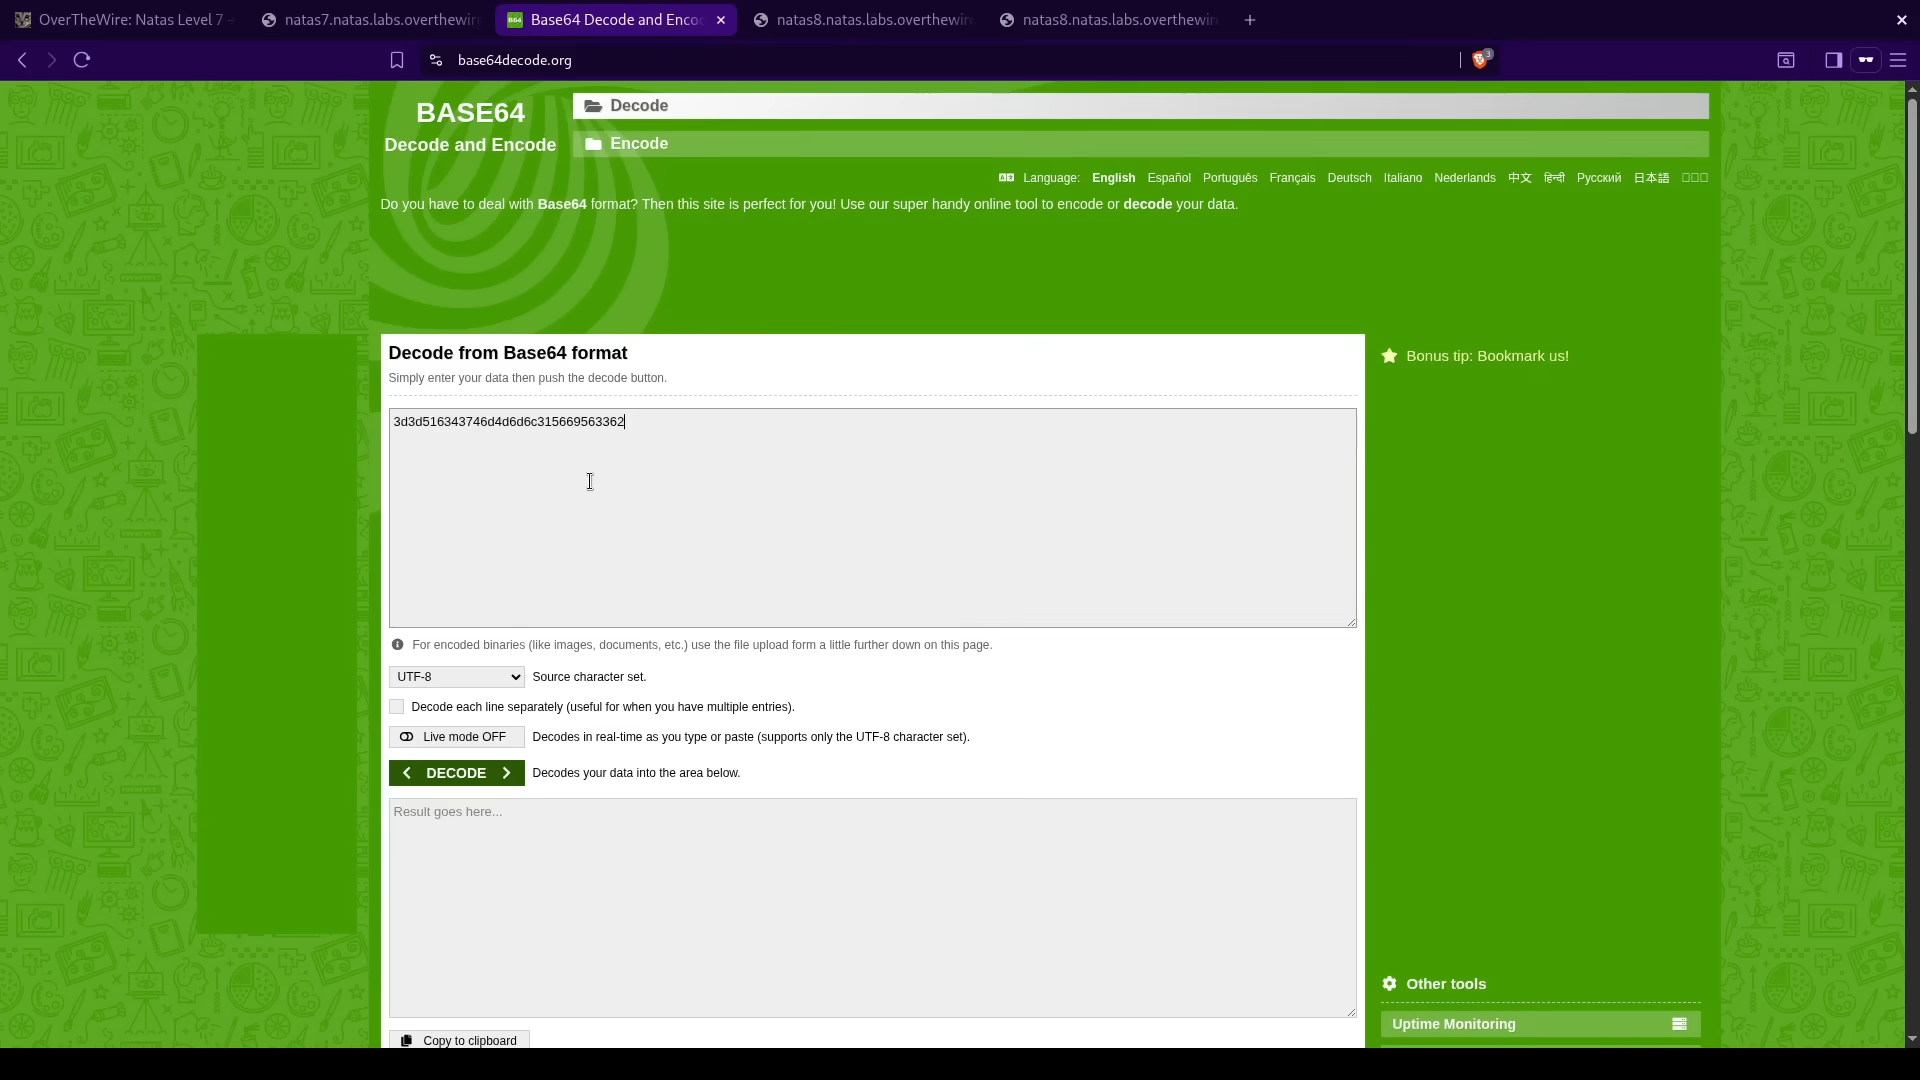 OverTheWire: Natas Level 7
natas7.natas.labs.overthewir
Base64 Decode and Enco
natas8.natas.labs.overthewir
natas8.natas.labs.overthewir
base64decode.org
3
BASE64
Decode and Encode
Decode
Encode
Language: English Español Português Français Deutsch Italiano Nederlands 中文 हिन्दी Русский 日本語
Do you have to deal with Base64 format? Then this site is perfect for you! Use our super handy online tool to encode or decode your data.
Decode from Base64 format
Simply enter your data then push the decode button.
Bonus tip: Bookmark us!
3d3d516343746d4d6d6c315669563362
For encoded binaries (like images, documents, etc.) use the file upload form a little further down on this page.
UTF-8 Source character set.
Decode each line separately (useful for when you have multiple entries).
Live mode OFF Decodes in real-time as you type or paste (supports only the UTF-8 character set).
DECODE Decodes your data into the area below.
Result goes here...
Other tools
Uptime Monitoring
Copy to clipboard